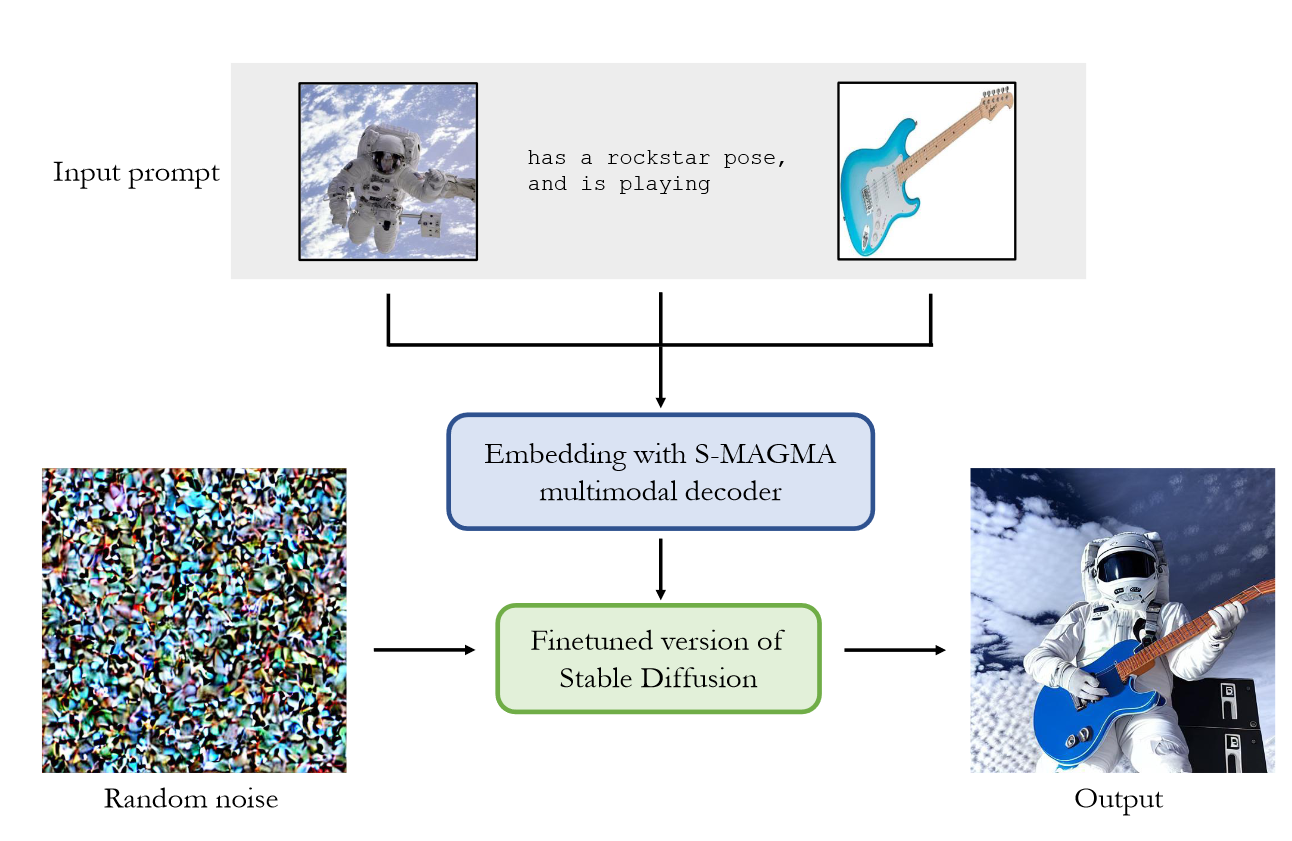 Input prompt
has a rockstar pose,
and is playing
Embedding with S-MAGMA
multimodal decoder
Finetuned version of
Stable Diffusion
Random noise
Output